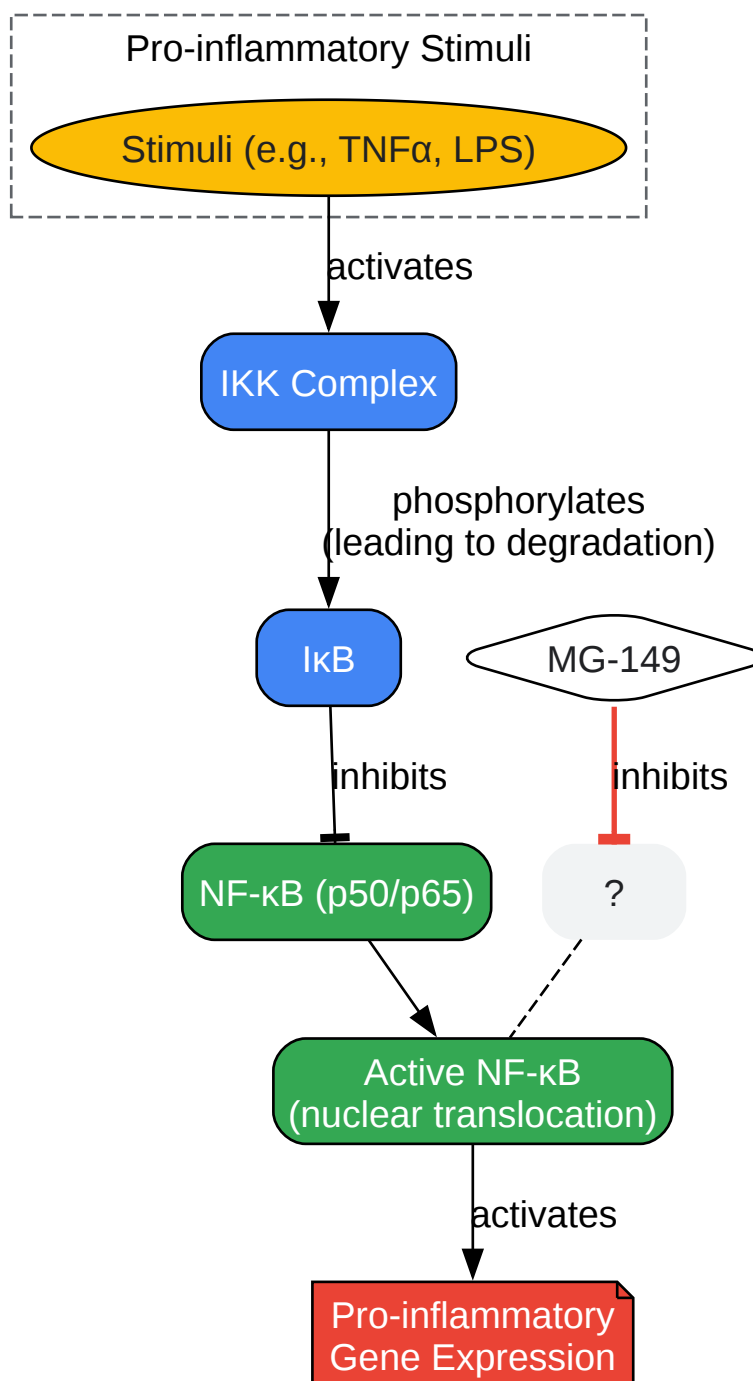 Pro-inflammatory Stimuli
Stimuli (e.g., TNFα, LPS)
activates
IKK Complex
phosphorylates
(leading to degradation)
IκB
MG-149
inhibits
inhibits
NF-κB (p50/p65)
?
Active NF-κB
(nuclear translocation)
activates
Pro-inflammatory
Gene Expression